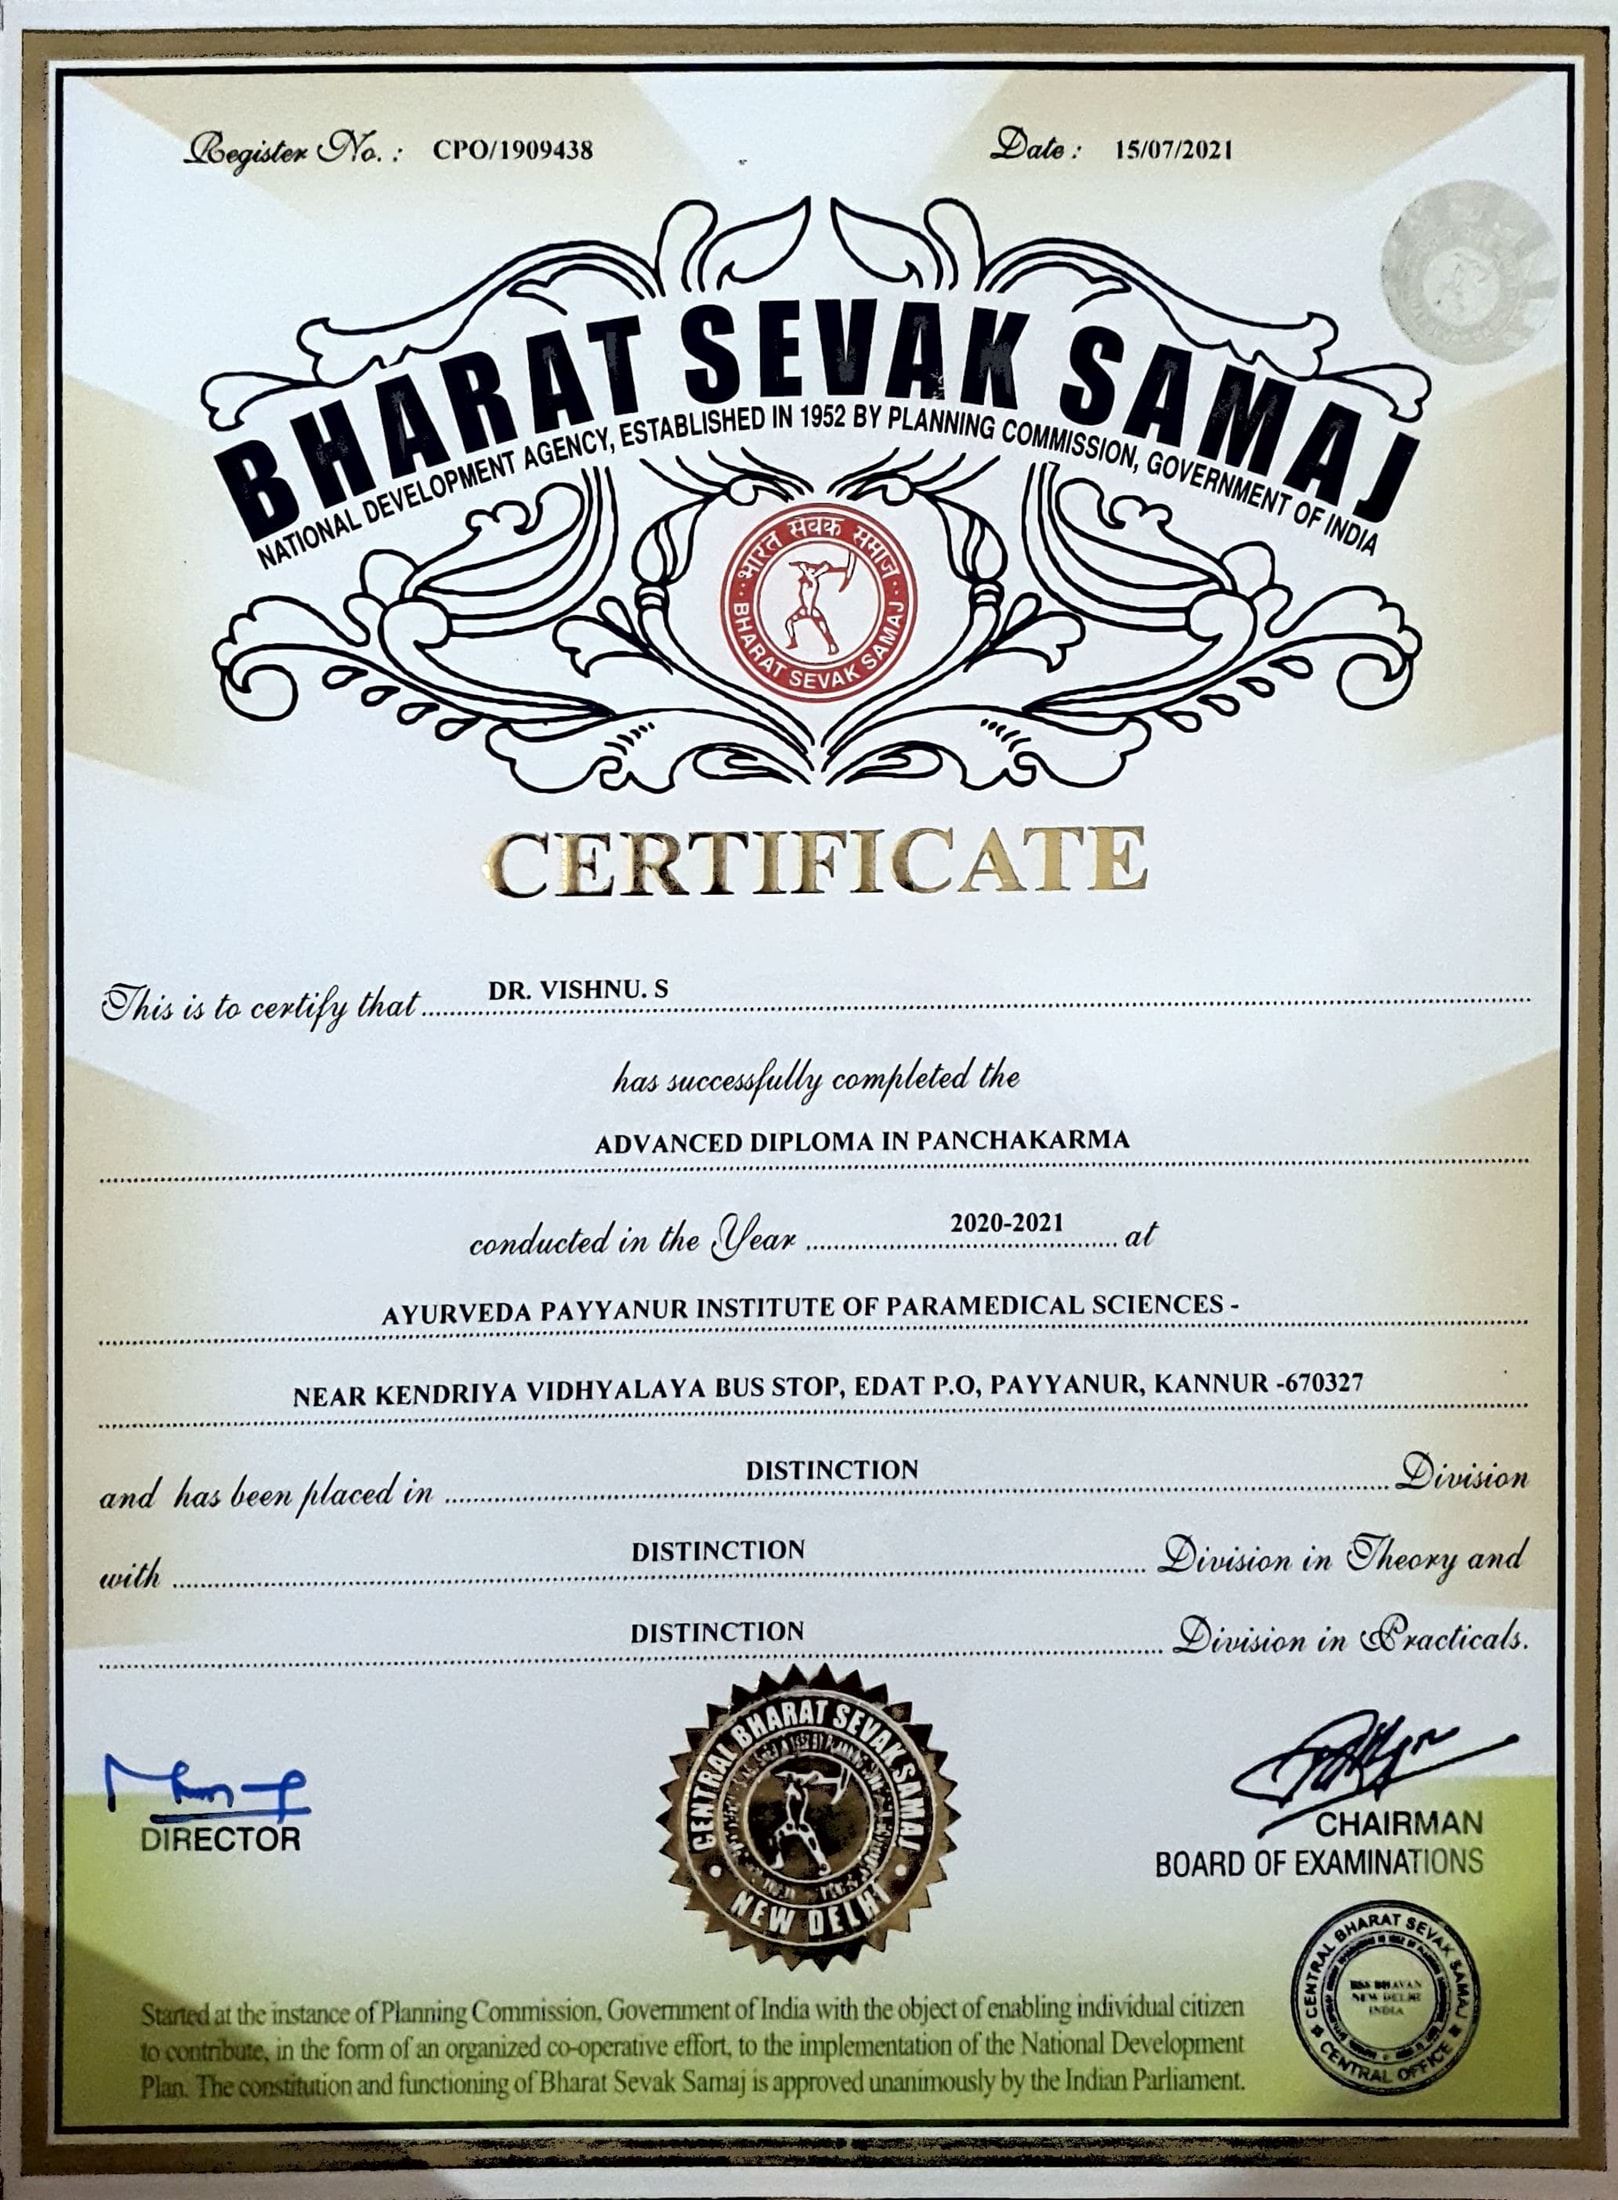 Register No. : CPO/1909438
Date : 15/07/2021
BHARAT SEVAK SAMAJ
NATIONAL DEVELOPMENT AGENCY, ESTABLISHED IN 1952 BY PLANNING COMMISSION, GOVERNMENT OF INDIA
भारत सेवक समाज
BHARAT SEVAK SAMAJ
CERTIFICATE
This is to certify that DR. VISHNU. S
has successfully completed the
ADVANCED DIPLOMA IN PANCHAKARMA
conducted in the Year 2020-2021 at
AYURVEDA PAYYANUR INSTITUTE OF PARAMEDICAL SCIENCES -
NEAR KENDRIYA VIDHYALAYA BUS STOP, EDAT P.O, PAYYANUR, KANNUR -670327
and has been placed in DISTINCTION Division
with DISTINCTION Division in Theory and
DISTINCTION Division in Practicals.
CENTRAL BHARAT SEVAK SAMAJ
NEW DELHI
DIRECTOR
CHAIRMAN
BOARD OF EXAMINATIONS
CENTRAL BHARAT SEVAK SAMAJ
BSS BHAVAN
NEW DELHI
INDIA
CENTRAL OFFICE
Started at the instance of Planning Commission, Government of India with the object of enabling individual citizen
to contribute, in the form of an organized co-operative effort, to the implementation of the National Development
Plan. The constitution and functioning of Bharat Sevak Samaj is approved unanimously by the Indian Parliament.